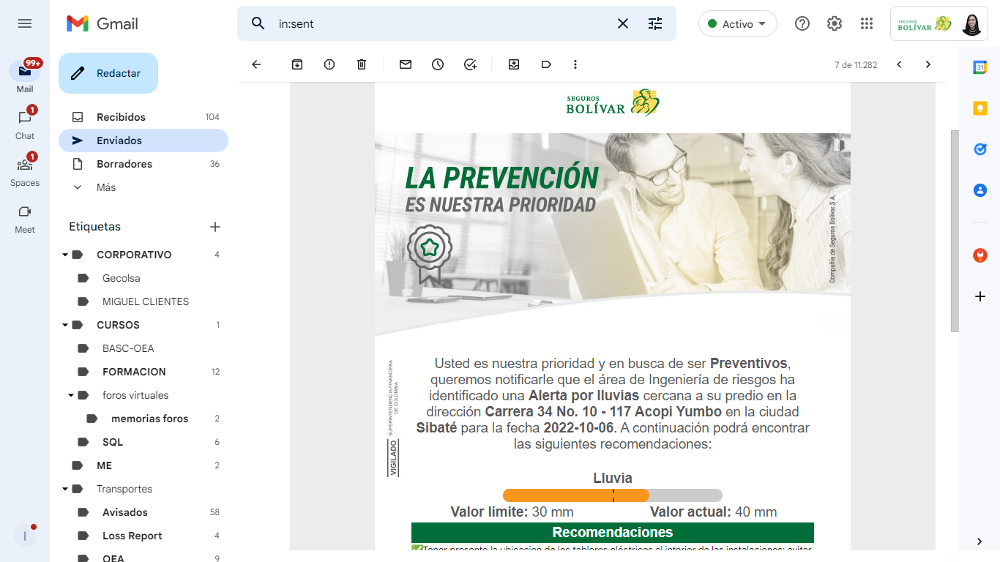 Gmail
in:sent
Activo
SEGUROS
BOLÍVAR
Redactar
7 de 11.282
99+
Mail
1
Chat
1
Spaces
Meet
I
Recibidos 104
Enviados
Borradores 36
Más
Etiquetas
CORPORATIVO 4
Gecolsa
MIGUEL CLIENTES
CURSOS 1
BASC-OEA
FORMACION 12
foros virtuales
memorias foros 2
SQL 6
ME 2
Transportes
Avisados 58
Loss Report 4
OEA 9
SEGUROS
BOLÍVAR
LA PREVENCIÓN
ES NUESTRA PRIORIDAD
Compañía de Seguros Bolívar S.A.
VIGILADO SUPERINTENDENCIA FINANCIERA
DE COLOMBIA
Usted es nuestra prioridad y en busca de ser Preventivos,
queremos notificarle que el área de Ingeniería de riesgos ha
identificado una Alerta por lluvias cercana a su predio en la
dirección Carrera 34 No. 10 - 117 Acopi Yumbo en la ciudad
Sibaté para la fecha 2022-10-06. A continuación podrá encontrar
las siguientes recomendaciones:
Lluvia
Valor limite: 30 mm Valor actual: 40 mm
Recomendaciones
Tener presente la ubicacion de los tableros eléctricos al interior de las instalaciones; evitar
31